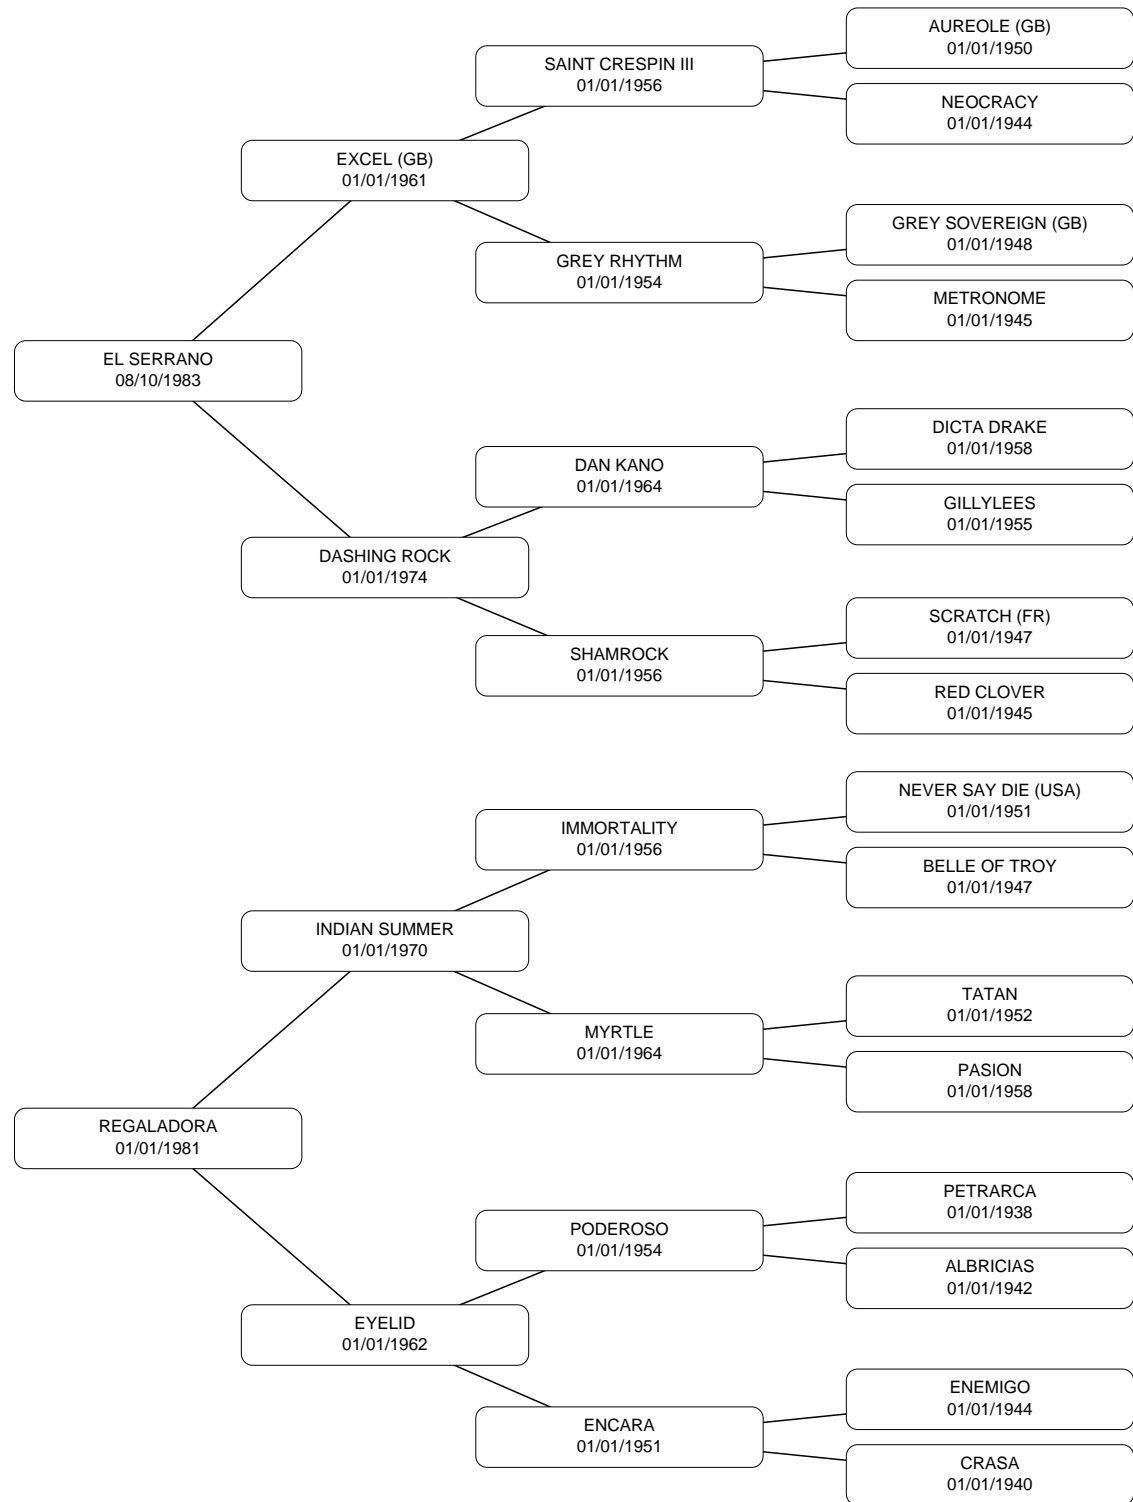 AUREOLE (GB)
01/01/1950
SAINT CRESPIN III
01/01/1956
NEOCRACY
01/01/1944
EXCEL (GB)
01/01/1961
GREY SOVEREIGN (GB)
01/01/1948
GREY RHYTHM
01/01/1954
METRONOME
01/01/1945
EL SERRANO
08/10/1983
DICTA DRAKE
01/01/1958
DAN KANO
01/01/1964
GILLYLEES
01/01/1955
DASHING ROCK
01/01/1974
SCRATCH (FR)
01/01/1947
SHAMROCK
01/01/1956
RED CLOVER
01/01/1945
NEVER SAY DIE (USA)
01/01/1951
IMMORTALITY
01/01/1956
BELLE OF TROY
01/01/1947
INDIAN SUMMER
01/01/1970
TATAN
01/01/1952
MYRTLE
01/01/1964
PASION
01/01/1958
REGALADORA
01/01/1981
PETRARCA
01/01/1938
PODEROSO
01/01/1954
ALBRICIAS
01/01/1942
EYELID
01/01/1962
ENEMIGO
01/01/1944
ENCARA
01/01/1951
CRASA
01/01/1940